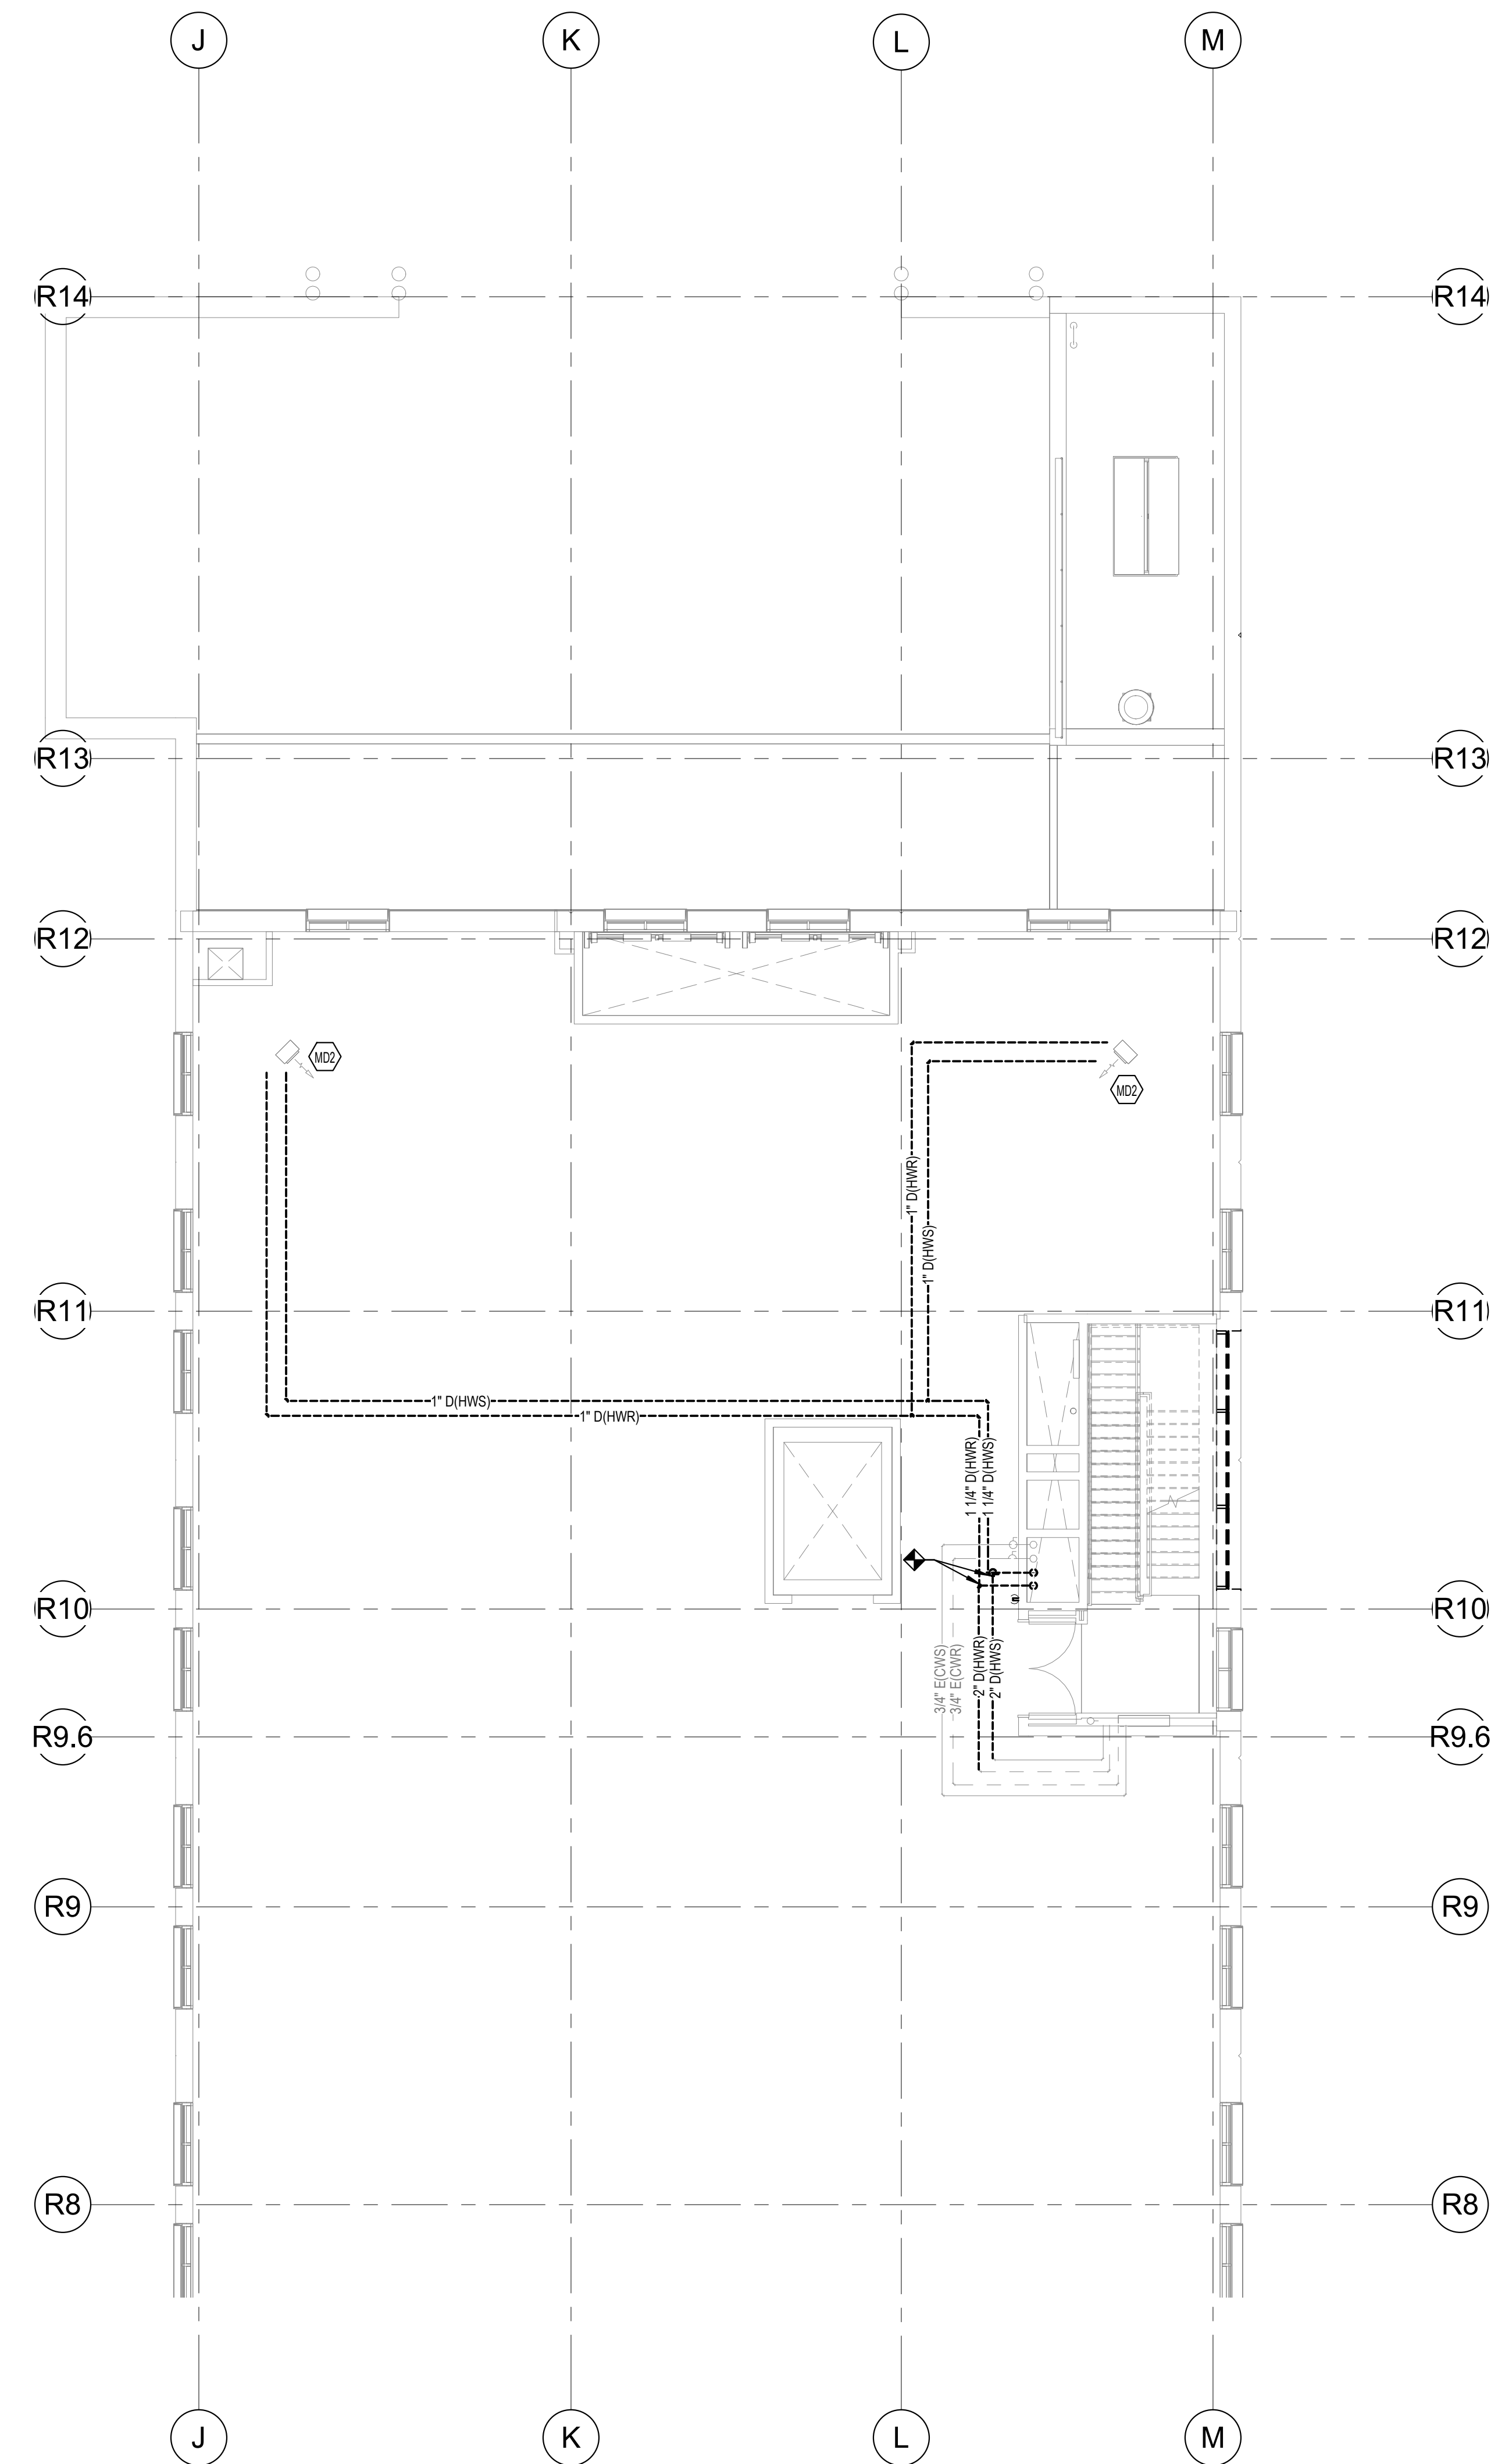 J K L M
R14 R14
R13 R13
R12 R12
MD2
MD2
1" D(HWR)
1" D(HWS)
R11 R11
1" D(HWS)
1" D(HWR)
1 1/4" D(HWR)
1 1/4" D(HWS)
R10 R10
3/4" E(CWS)
3/4" E(CWR)
2" D(HWR)
2" D(HWS)
R9.6 R9.6
R9 R9
R8 R8
J K L M